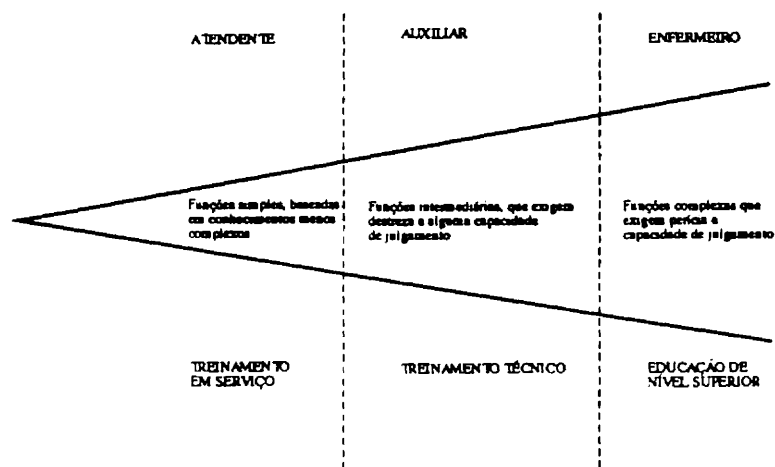 ATENDENTE
AUXILIAR
ENFERMEIRO
Funções simples, baseadas
em conhecimentos menos
complexos
Funções intermediárias, que exigem
destreza e alguma capacidade
de julgamento
Funções complexas que
exigem perícia e
capacidade de julgamento
TREINAMENTO
EM SERVIÇO
TREINAMENTO TÉCNICO
EDUCAÇÃO DE
NÍVEL SUPERIOR